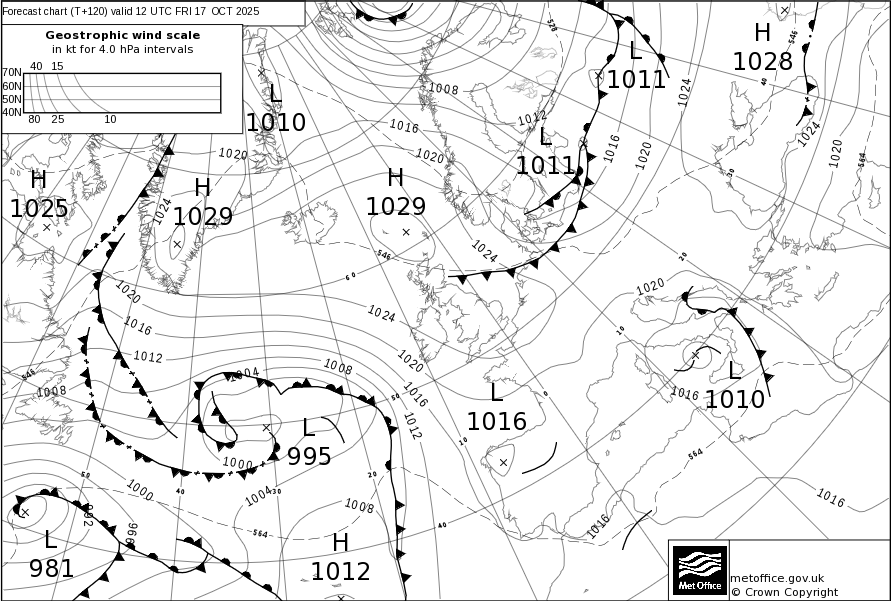 Forecast chart (T+120) valid 12 UTC FRI 17 OCT 2025
Geostrophic wind scale
in kt for 4.0 hPa intervals
40 15
70N
60N
50N
40N
80 25 10
L
1010
H
1025
H
1029
H
1029
L
1011
L
1011
H
1028
L
1016
L
1010
L
995
L
981
H
1012
528
546
1008
1012
1016
1020
1020
1024
1016
1020
1024
1024
1020
564
40
30
20
10
0
1024
1024
546
60
1020
1016
1012
1008
546
1004
1008
1020
1016
1012
1024
50
1000
1004
1000
992
996
50
40
30
20
10
40
564
1008
1020
1016
564
1016
1016
Met Office
metoffice.gov.uk
© Crown Copyright